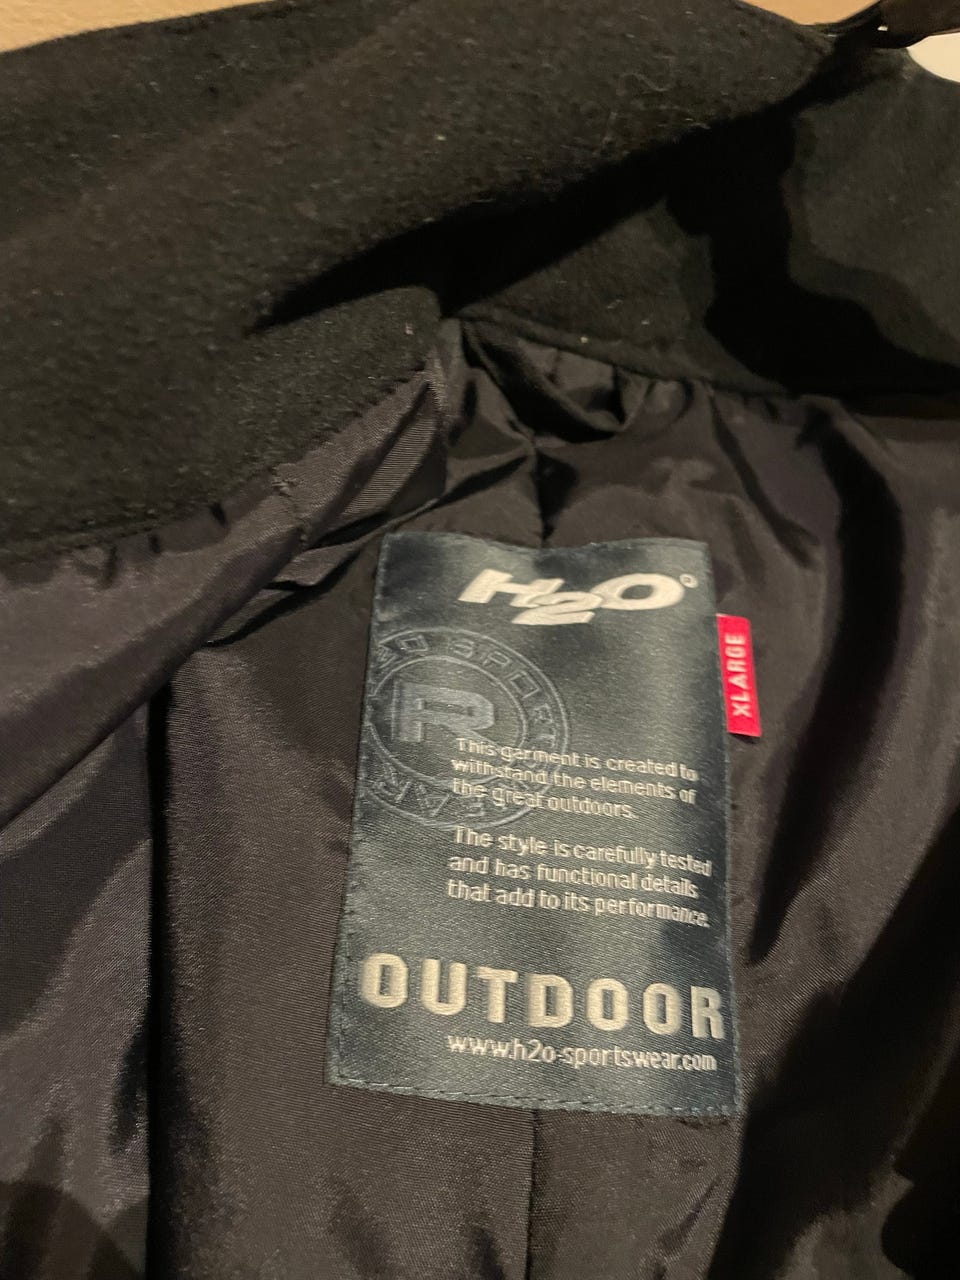 H2O°
XLARGE
R
This garment is created to
withstand the elements of
the great outdoors.
The style is carefully tested
and has functional details
that add to its performance.
OUTDOOR
www.h2o-sportswear.com